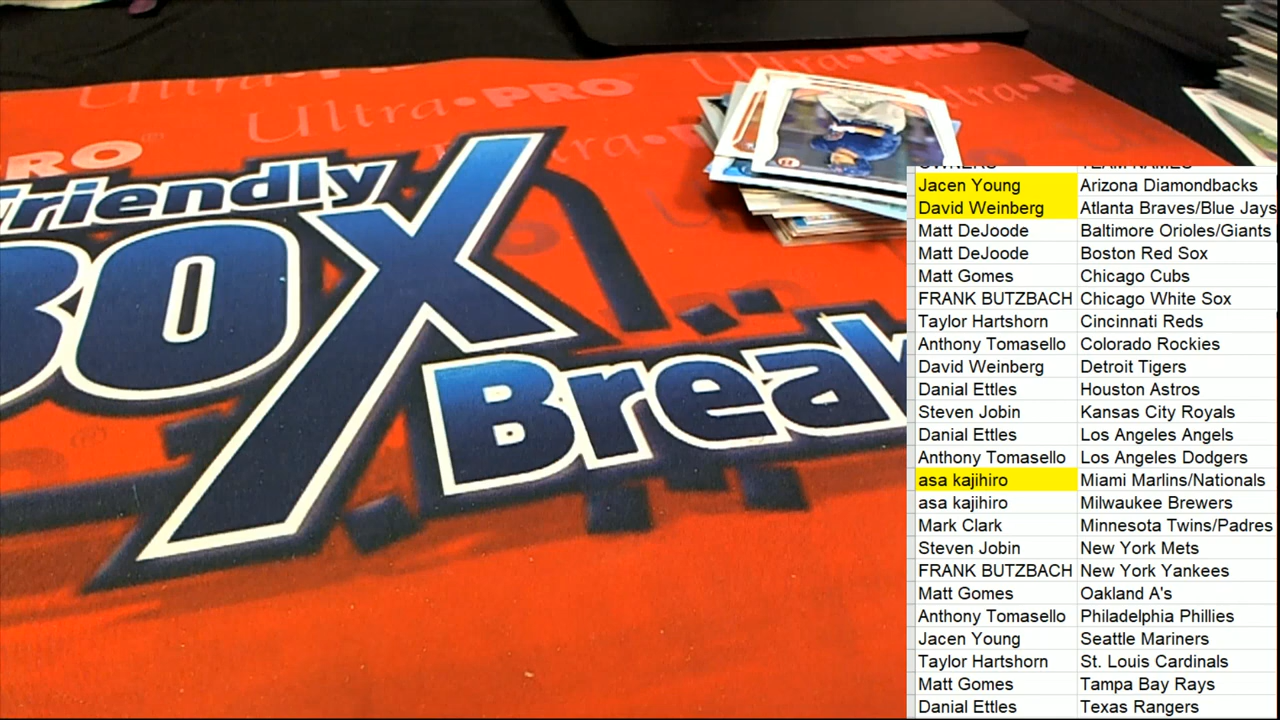 Ultra PRO
Ultra•PRO
Ultra•PRO
RO
Friendly
BOX
Break
OWNERS TEAM NAMES
Jacen Young Arizona Diamondbacks
David Weinberg Atlanta Braves/Blue Jays
Matt DeJoode Baltimore Orioles/Giants
Matt DeJoode Boston Red Sox
Matt Gomes Chicago Cubs
FRANK BUTZBACH Chicago White Sox
Taylor Hartshorn Cincinnati Reds
Anthony Tomasello Colorado Rockies
David Weinberg Detroit Tigers
Danial Ettles Houston Astros
Steven Jobin Kansas City Royals
Danial Ettles Los Angeles Angels
Anthony Tomasello Los Angeles Dodgers
asa kajihiro Miami Marlins/Nationals
asa kajihiro Milwaukee Brewers
Mark Clark Minnesota Twins/Padres
Steven Jobin New York Mets
FRANK BUTZBACH New York Yankees
Matt Gomes Oakland A's
Anthony Tomasello Philadelphia Phillies
Jacen Young Seattle Mariners
Taylor Hartshorn St. Louis Cardinals
Matt Gomes Tampa Bay Rays
Danial Ettles Texas Rangers